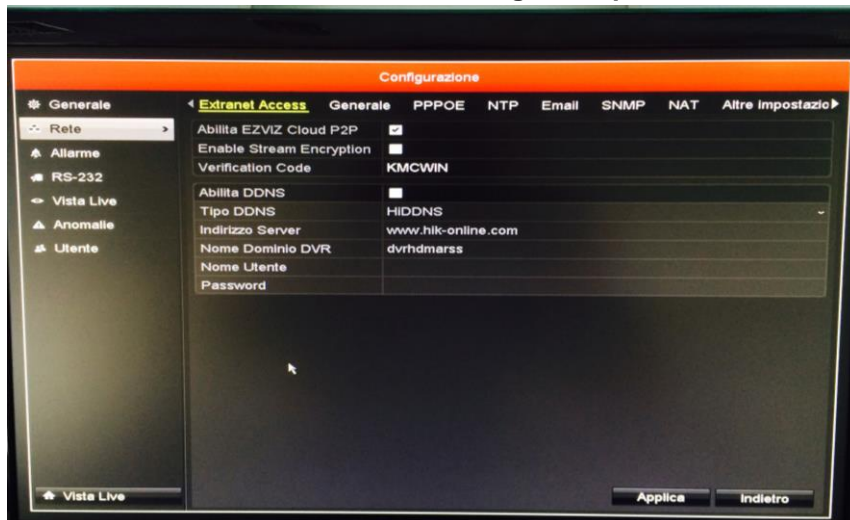 Configurazione
Generale
Rete >
Allarme
RS-232
Vista Live
Anomalie
Utente
Extranet Access Generale PPPOE NTP Email SNMP NAT Altre impostazio
Abilita EZVIZ Cloud P2P
Enable Stream Encryption
Verification Code KMCWIN
Abilita DDNS
Tipo DDNS HiDDNS
Indirizzo Server www.hik-online.com
Nome Dominio DVR dvrhdmarss
Nome Utente
Password
Vista Live Applica Indietro